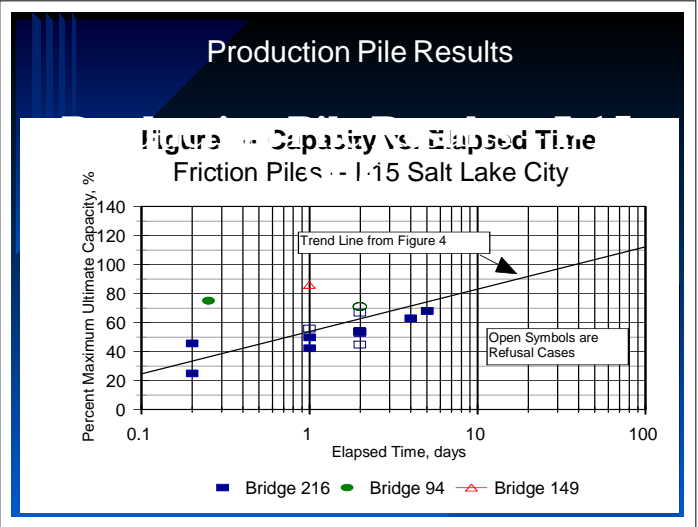 Production Pile Results
Figure - Capacity vs. Elapsed Time
Friction Piles - I-15 Salt Lake City
Percent Maximum Ultimate Capacity, %
140
120
100
80
60
40
20
0
Trend Line from Figure 4
Open Symbols are
Refusal Cases
0.1 1 10 100
Elapsed Time, days
Bridge 216 Bridge 94 Bridge 149